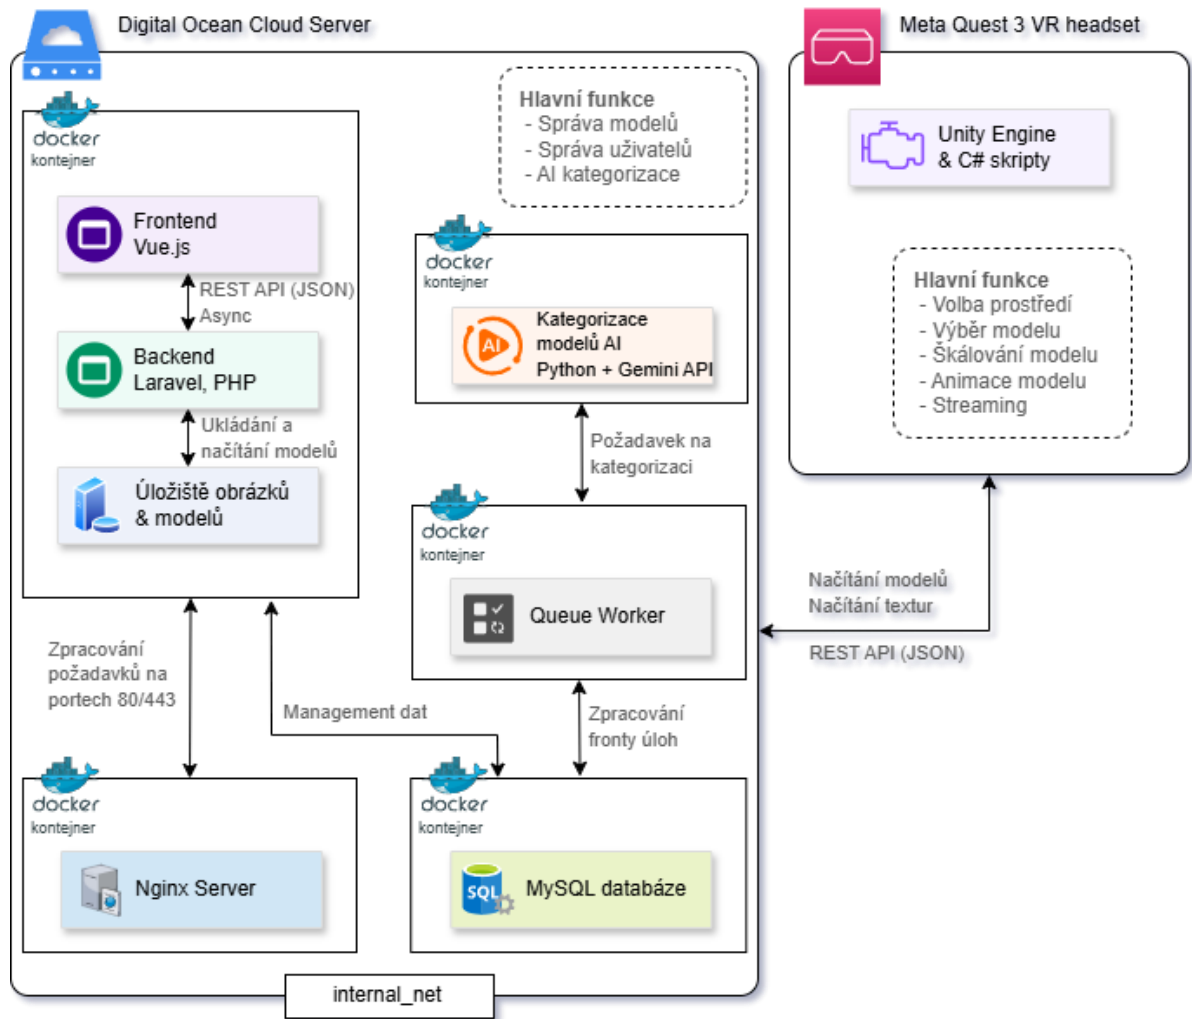 Digital Ocean Cloud Server
Meta Quest 3 VR headset
docker
kontejner
Frontend
Vue.js
REST API (JSON)
Async
Backend
Laravel, PHP
Ukládání a
načítání modelů
Úložiště obrázků
& modelů
Hlavní funkce
- Správa modelů
- Správa uživatelů
- AI kategorizace
docker
kontejner
AI
Kategorizace
modelů AI
Python + Gemini API
Požadavek na
kategorizaci
docker
kontejner
Queue Worker
Zpracování
požadavků na
portech 80/443
Management dat
Zpracování
fronty úloh
docker
kontejner
Nginx Server
docker
kontejner
SQL
MySQL databáze
internal_net
Unity Engine
& C# skripty
Hlavní funkce
- Volba prostředí
- Výběr modelu
- Škálování modelu
- Animace modelu
- Streaming
Načítání modelů
Načítání textur
REST API (JSON)